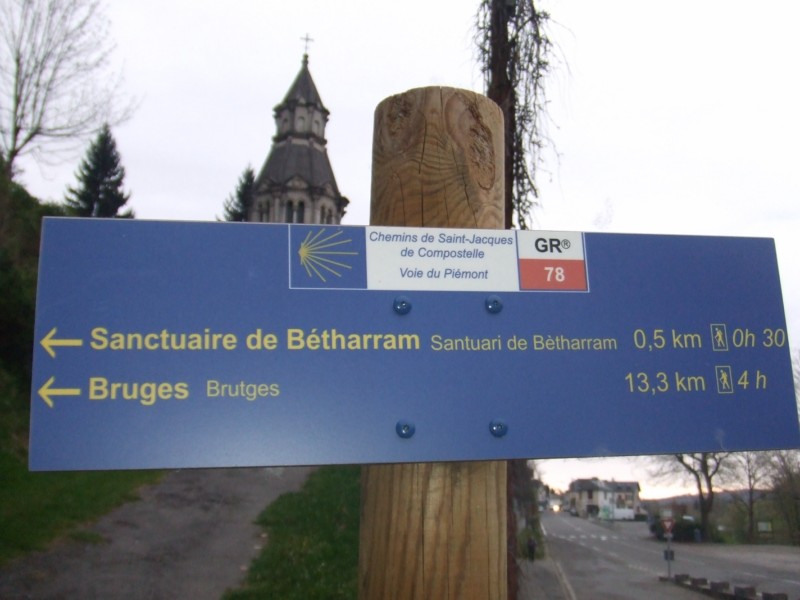 Chemins de Saint-Jacques
de Compostelle
Voie du Piémont
GR®
78
← Sanctuaire de Bétharram Santuari de Bètharram 0,5 km 0h 30
← Bruges Brutges 13,3 km 4 h